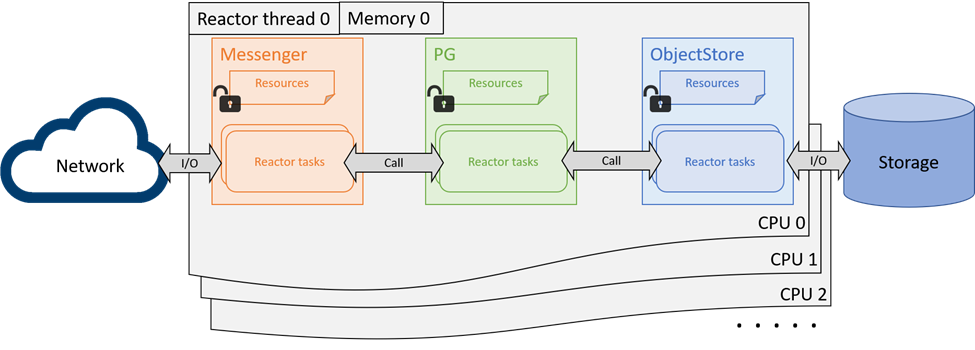 Reactor thread 0
Memory 0
Messenger
PG
ObjectStore
Resources
Resources
Resources
Network
I/O
Reactor tasks
Call
Reactor tasks
Call
Reactor tasks
I/O
Storage
CPU 0
CPU 1
CPU 2
. . . . .